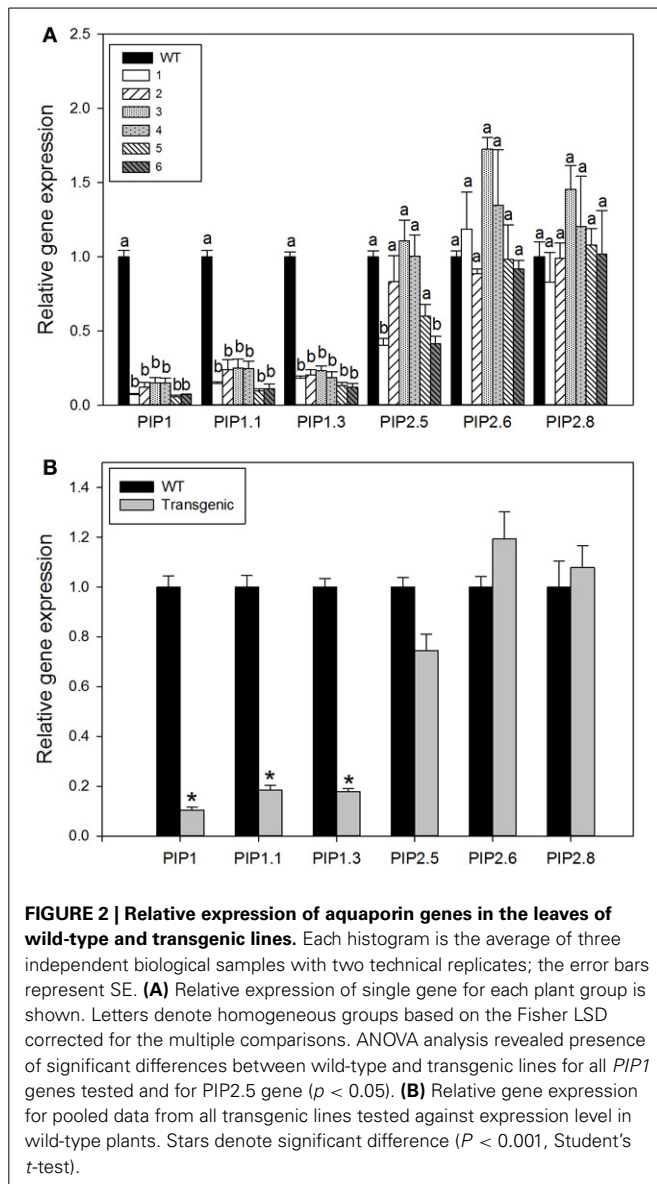 A
WT
1
2
3
4
5
6
Relative gene expression
2.5
2.0
1.5
1.0
0.5
0.0
a b b b b b b
a b b b b b b
a b b b b b b
a b a a a a b
a a a a a a a
a a a a a a a
PIP1 PIP1.1 PIP1.3 PIP2.5 PIP2.6 PIP2.8
B
WT
Transgenic
Relative gene expression
1.4
1.2
1.0
0.8
0.6
0.4
0.2
0.0
* * *
PIP1 PIP1.1 PIP1.3 PIP2.5 PIP2.6 PIP2.8
FIGURE 2 | Relative expression of aquaporin genes in the leaves of
wild-type and transgenic lines. Each histogram is the average of three
independent biological samples with two technical replicates; the error bars
represent SE. (A) Relative expression of single gene for each plant group is
shown. Letters denote homogeneous groups based on the Fisher LSD
corrected for the multiple comparisons. ANOVA analysis revealed presence
of significant differences between wild-type and transgenic lines for all PIP1
genes tested and for PIP2.5 gene (p < 0.05). (B) Relative gene expression
for pooled data from all transgenic lines tested against expression level in
wild-type plants. Stars denote significant difference (P < 0.001, Student's
t-test).